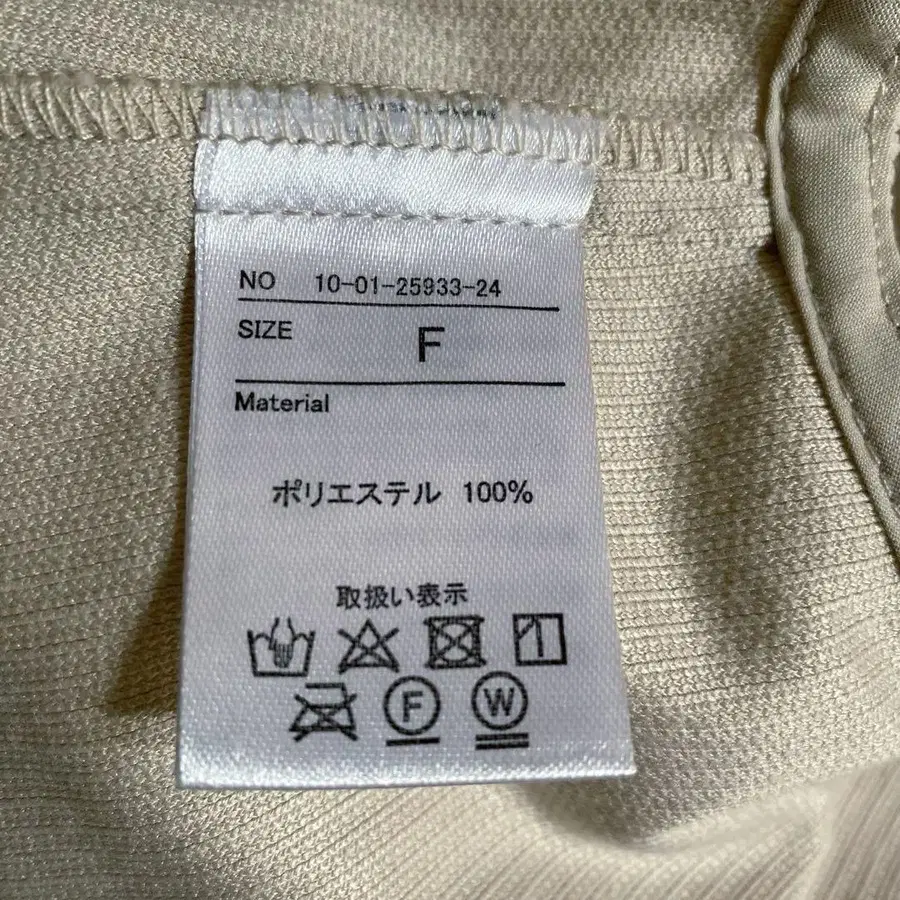 NO 10-01-25933-24
SIZE F
Material
ポリエステル 100%
取扱い表示
F W